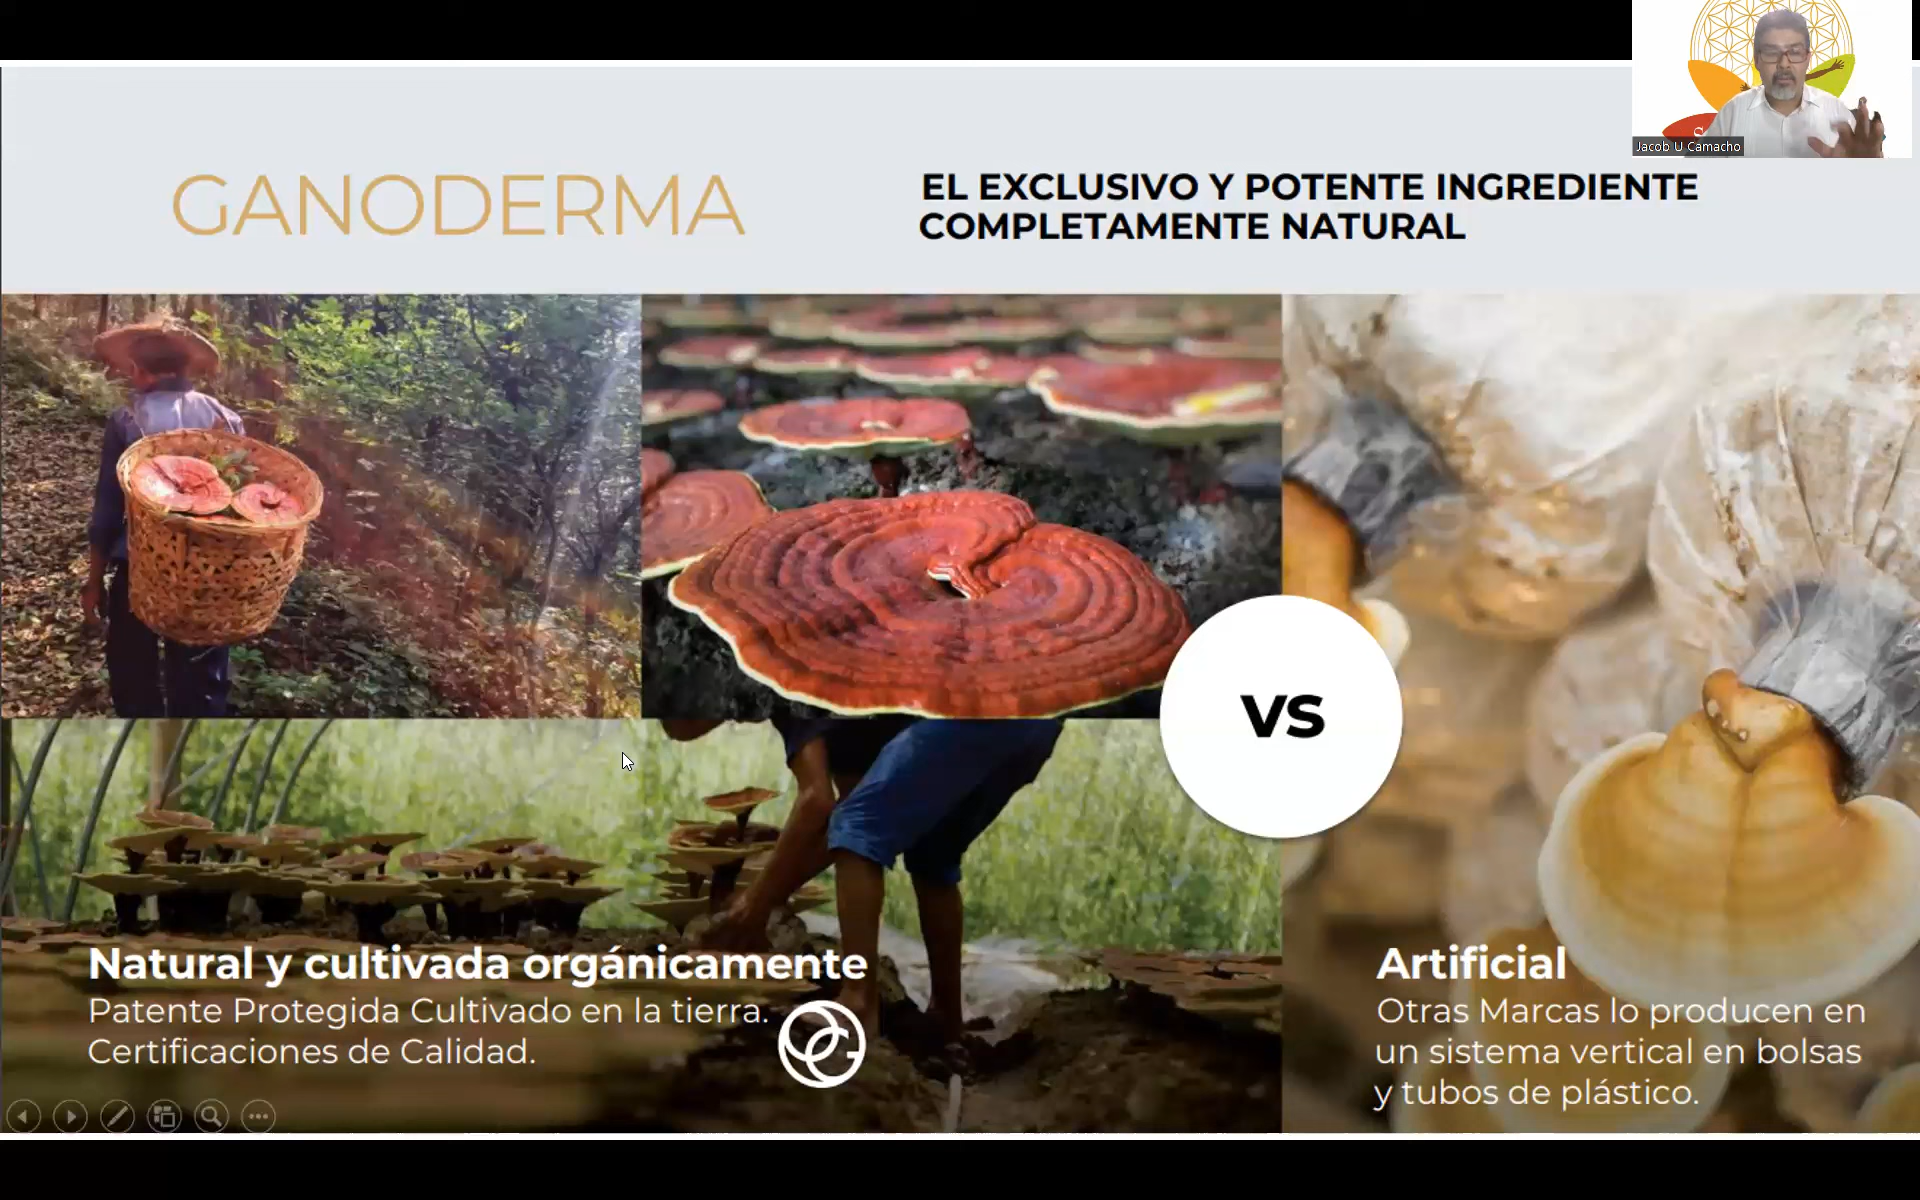 Jacob U Camacho
GANODERMA
EL EXCLUSIVO Y POTENTE INGREDIENTE
COMPLETAMENTE NATURAL
VS
Natural y cultivada orgánicamente
Patente Protegida Cultivado en la tierra.
Certificaciones de Calidad.
Artificial
Otras Marcas lo producen en
un sistema vertical en bolsas
y tubos de plástico.